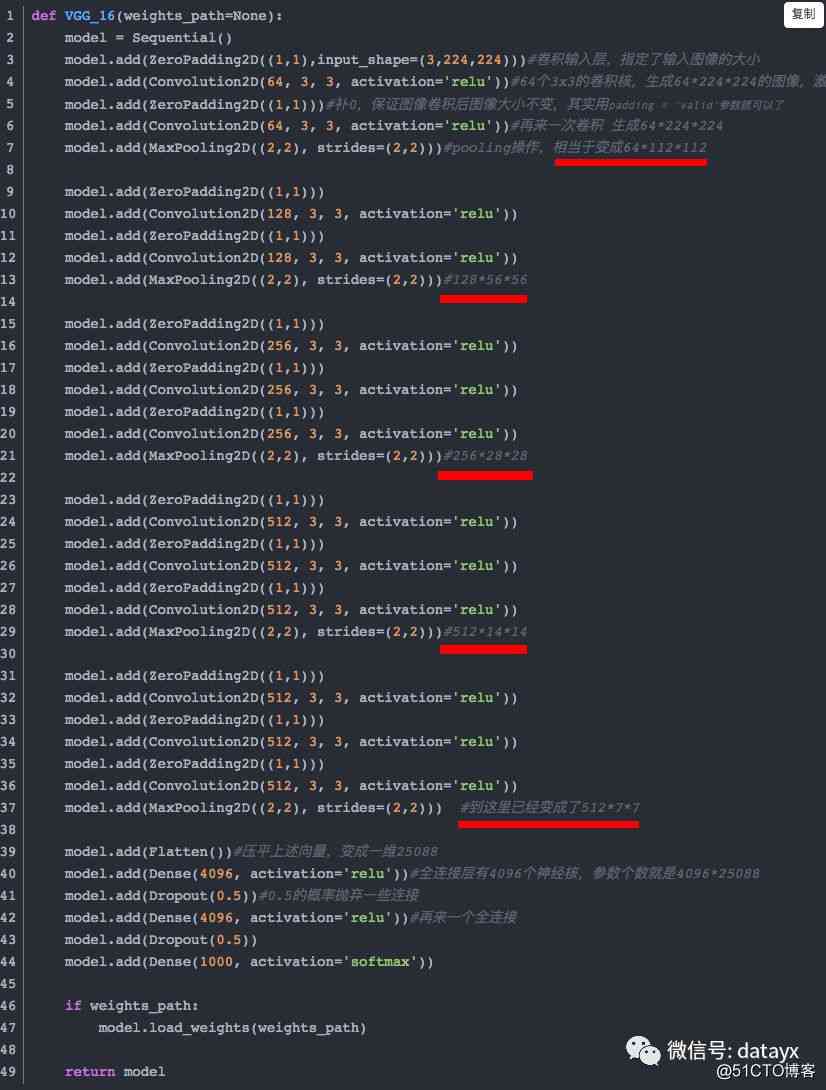 复制
1 def VGG_16(weights_path=None):
2 model = Sequential()
3 model.add(ZeroPadding2D((1,1),input_shape=(3,224,224)))#卷积输入层，指定了输入图像的大小
4 model.add(Convolution2D(64, 3, 3, activation='relu'))#64个3x3的卷积核，生成64*224*224的图像，激
5 model.add(ZeroPadding2D((1,1)))#补0，保证图像卷积后图像大小不变，其实用padding = 'valid'参数就可以了
6 model.add(Convolution2D(64, 3, 3, activation='relu'))#再来一次卷积 生成64*224*224
7 model.add(MaxPooling2D((2,2), strides=(2,2)))#pooling操作，相当于变成64*112*112
8
9 model.add(ZeroPadding2D((1,1)))
10 model.add(Convolution2D(128, 3, 3, activation='relu'))
11 model.add(ZeroPadding2D((1,1)))
12 model.add(Convolution2D(128, 3, 3, activation='relu'))
13 model.add(MaxPooling2D((2,2), strides=(2,2)))#128*56*56
14
15 model.add(ZeroPadding2D((1,1)))
16 model.add(Convolution2D(256, 3, 3, activation='relu'))
17 model.add(ZeroPadding2D((1,1)))
18 model.add(Convolution2D(256, 3, 3, activation='relu'))
19 model.add(ZeroPadding2D((1,1)))
20 model.add(Convolution2D(256, 3, 3, activation='relu'))
21 model.add(MaxPooling2D((2,2), strides=(2,2)))#256*28*28
22
23 model.add(ZeroPadding2D((1,1)))
24 model.add(Convolution2D(512, 3, 3, activation='relu'))
25 model.add(ZeroPadding2D((1,1)))
26 model.add(Convolution2D(512, 3, 3, activation='relu'))
27 model.add(ZeroPadding2D((1,1)))
28 model.add(Convolution2D(512, 3, 3, activation='relu'))
29 model.add(MaxPooling2D((2,2), strides=(2,2)))#512*14*14
30
31 model.add(ZeroPadding2D((1,1)))
32 model.add(Convolution2D(512, 3, 3, activation='relu'))
33 model.add(ZeroPadding2D((1,1)))
34 model.add(Convolution2D(512, 3, 3, activation='relu'))
35 model.add(ZeroPadding2D((1,1)))
36 model.add(Convolution2D(512, 3, 3, activation='relu'))
37 model.add(MaxPooling2D((2,2), strides=(2,2))) #到这里已经变成了512*7*7
38
39 model.add(Flatten())#压平上述向量，变成一维25088
40 model.add(Dense(4096, activation='relu'))#全连接层有4096个神经核，参数个数就是4096*25088
41 model.add(Dropout(0.5))#0.5的概率抛弃一些连接
42 model.add(Dense(4096, activation='relu'))#再来一个全连接
43 model.add(Dropout(0.5))
44 model.add(Dense(1000, activation='softmax'))
45
46 if weights_path:
47 model.load_weights(weights_path)
48
49 return model
微信号: datayx
@51CTO博客